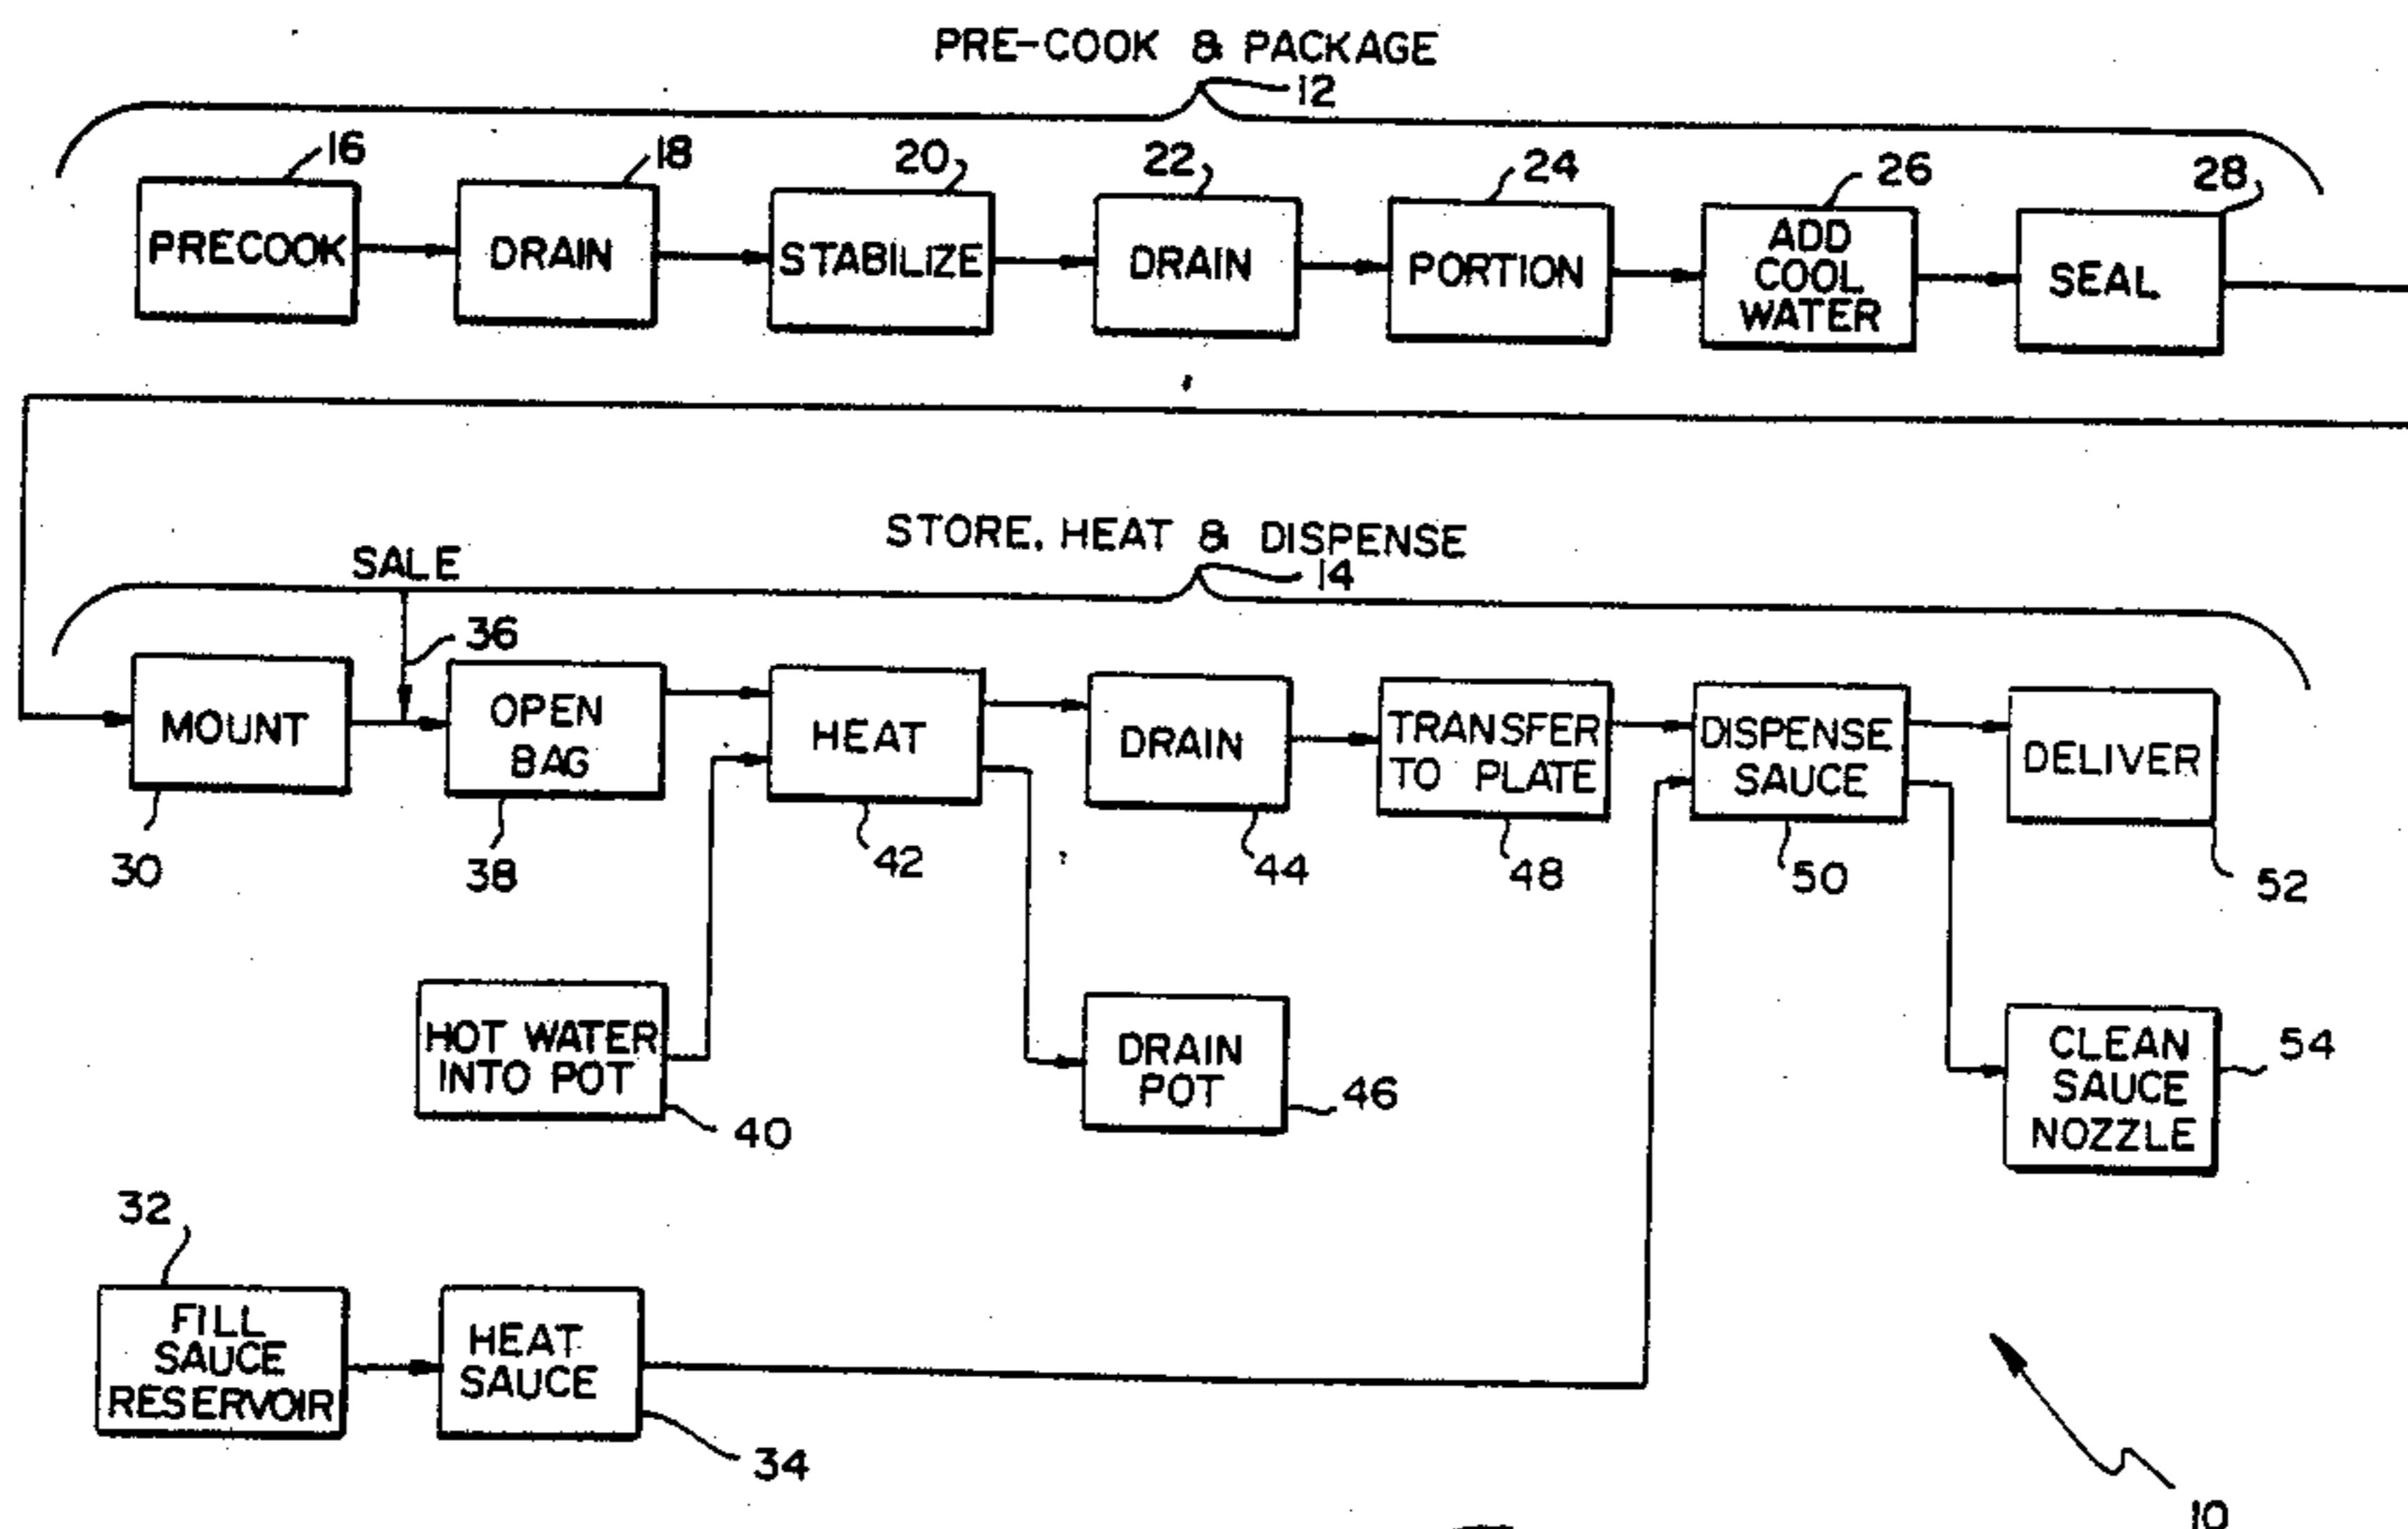 PRE-COOK & PACKAGE
12
16
18
20
22
24
26
28
PRECOOK
DRAIN
STABILIZE
DRAIN
PORTION
ADD
COOL
WATER
SEAL
STORE, HEAT & DISPENSE
14
SALE
36
MOUNT
OPEN
BAG
HEAT
DRAIN
TRANSFER
TO PLATE
DISPENSE
SAUCE
DELIVER
30
38
42
44
48
50
52
HOT WATER
INTO POT
40
DRAIN
POT
46
CLEAN
SAUCE
NOZZLE
54
32
FILL
SAUCE
RESERVOIR
HEAT
SAUCE
34
10